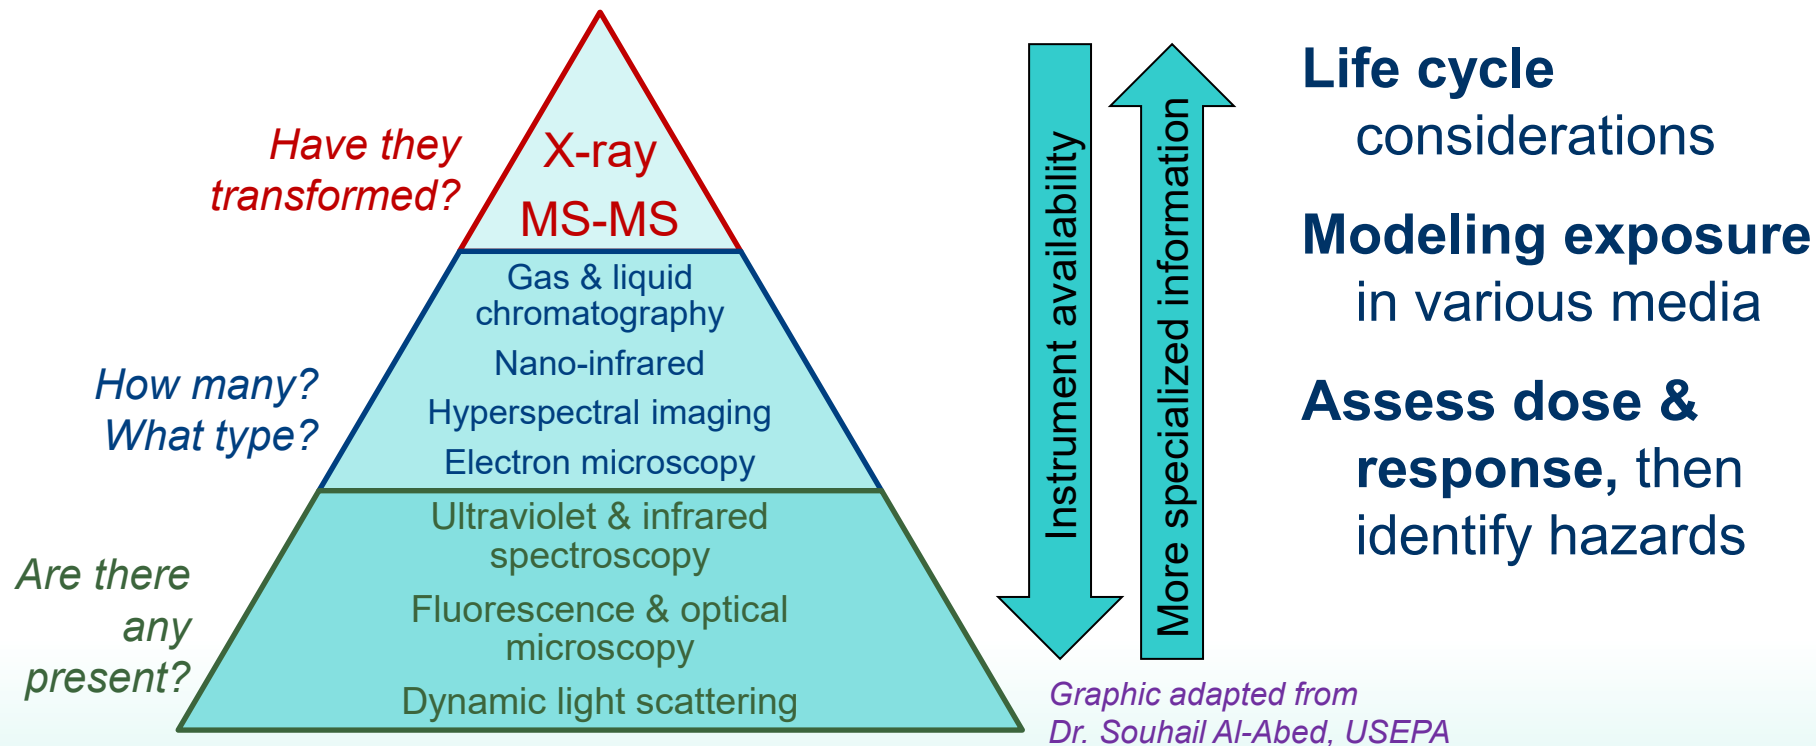 Have they
transformed?
X-ray
MS-MS
How many?
What type?
Gas & liquid
chromatography
Nano-infrared
Hyperspectral imaging
Electron microscopy
Are there
any
present?
Ultraviolet & infrared
spectroscopy
Fluorescence & optical
microscopy
Dynamic light scattering
Instrument availability
More specialized information
Graphic adapted from
Dr. Souhail Al-Abed, USEPA
Life cycle
considerations
Modeling exposure
in various media
Assess dose &
response, then
identify hazards